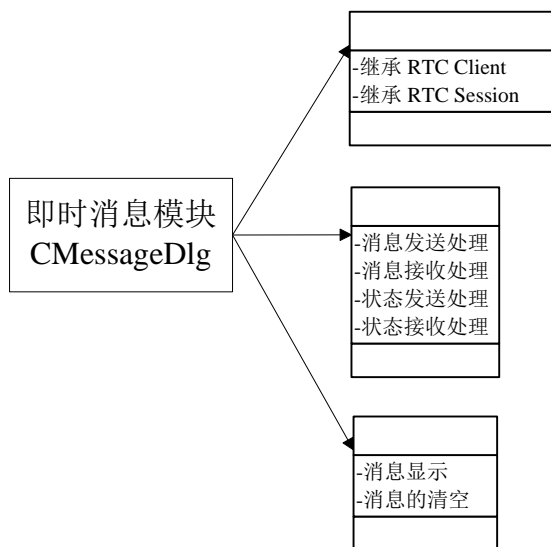 -继承 RTC Client
-继承 RTC Session
即时消息模块
CMessageDlg
-消息发送处理
-消息接收处理
-状态发送处理
-状态接收处理
-消息显示
-消息的清空